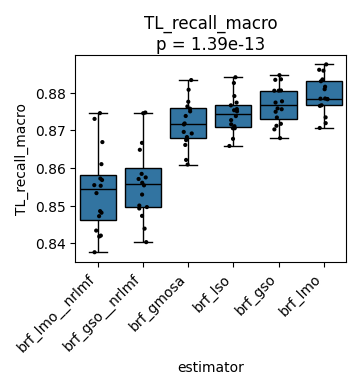 TL_recall_macro
p = 1.39e-13
TL_recall_macro
0.88
0.87
0.86
0.85
0.84
brf_lmo__nrlmf
brf_gso__nrlmf
brf_gmosa
brf_lso
brf_gso
brf_lmo
estimator